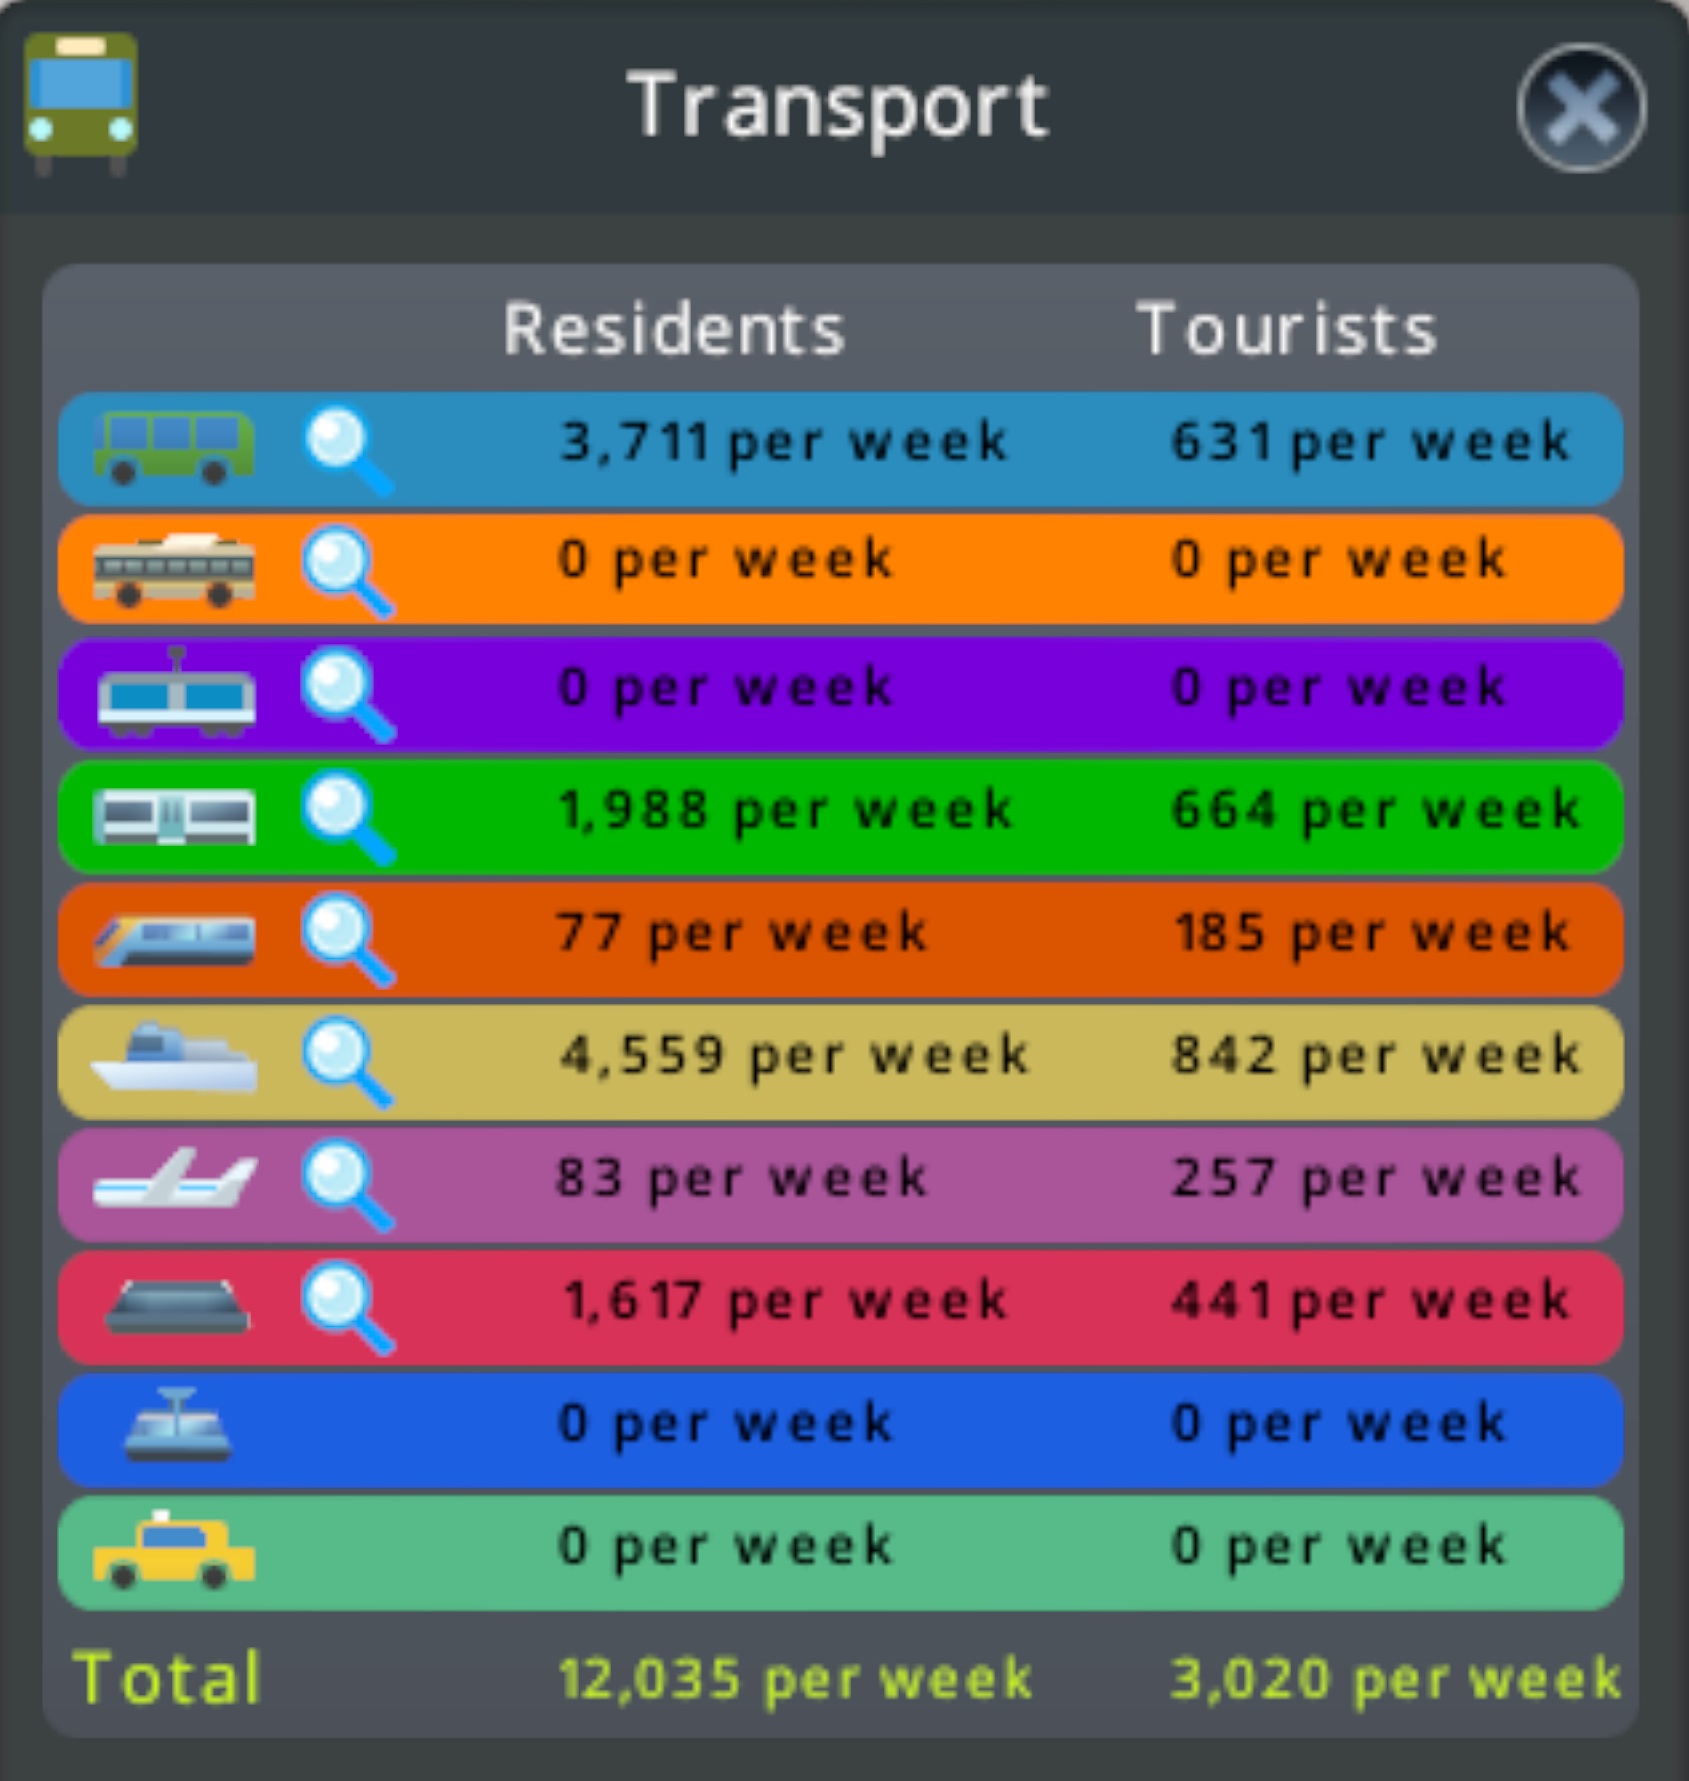 Transport
Residents Tourists
3,711 per week 631 per week
0 per week 0 per week
0 per week 0 per week
1,988 per week 664 per week
77 per week 185 per week
4,559 per week 842 per week
83 per week 257 per week
1,617 per week 441 per week
0 per week 0 per week
0 per week 0 per week
Total 12,035 per week 3,020 per week